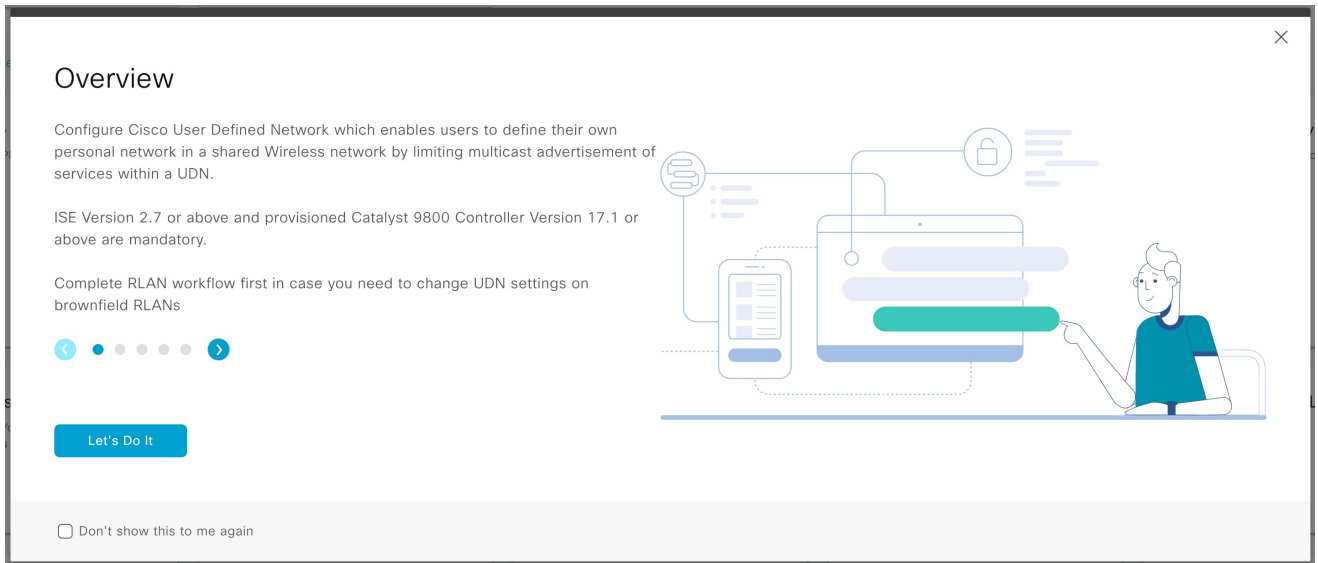 Overview
Configure Cisco User Defined Network which enables users to define their own
personal network in a shared Wireless network by limiting multicast advertisement of
services within a UDN.
ISE Version 2.7 or above and provisioned Catalyst 9800 Controller Version 17.1 or
above are mandatory.
Complete RLAN workflow first in case you need to change UDN settings on
brownfield RLANs
Let's Do It
Don't show this to me again